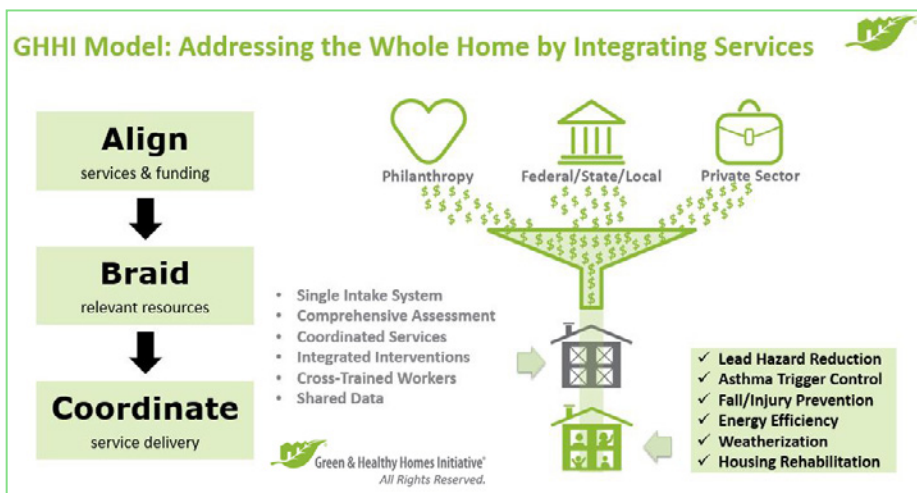 GHHI Model: Addressing the Whole Home by Integrating Services
Align
services & funding
Braid
relevant resources
Coordinate
service delivery
Philanthropy
Federal/State/Local
Private Sector
• Single Intake System
• Comprehensive Assessment
• Coordinated Services
• Integrated Interventions
• Cross-Trained Workers
• Shared Data
✓ Lead Hazard Reduction
✓ Asthma Trigger Control
✓ Fall/Injury Prevention
✓ Energy Efficiency
✓ Weatherization
✓ Housing Rehabilitation
Green & Healthy Homes Initiative®
All Rights Reserved.